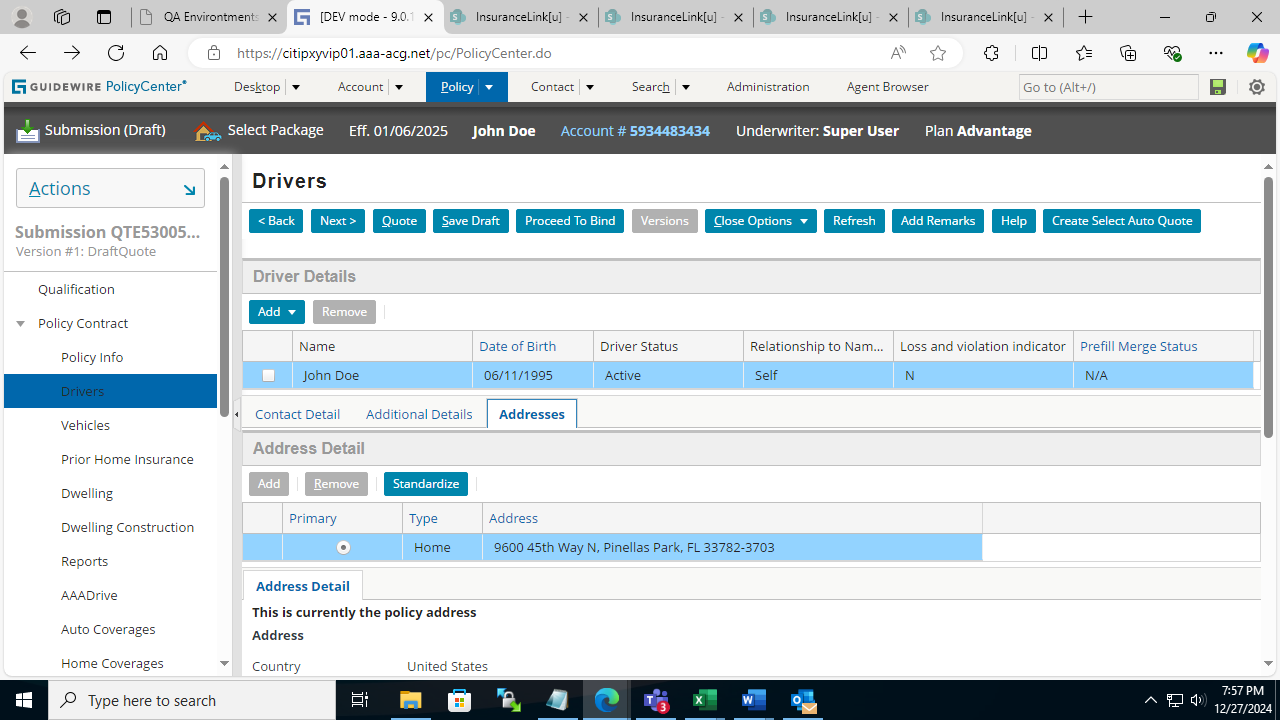 QA Environments
[DEV mode - 9.0.1
InsuranceLink[u] -
InsuranceLink[u] -
InsuranceLink[u] -
InsuranceLink[u] -
https://citipxyvip01.aaa-acg.net/pc/PolicyCenter.do
GUIDEWIRE PolicyCenter®
Desktop
Account
Policy
Contact
Search
Administration
Agent Browser
Go to (Alt+/)
Submission (Draft)
Select Package
Eff. 01/06/2025
John Doe
Account # 5934483434
Underwriter: Super User
Plan Advantage
Actions
Submission QTE53005...
Version #1: DraftQuote
Qualification
Policy Contract
Policy Info
Drivers
Vehicles
Prior Home Insurance
Dwelling
Dwelling Construction
Reports
AAADrive
Auto Coverages
Home Coverages
Drivers
< Back
Next >
Quote
Save Draft
Proceed To Bind
Versions
Close Options
Refresh
Add Remarks
Help
Create Select Auto Quote
Driver Details
Add
Remove
Name
Date of Birth
Driver Status
Relationship to Nam...
Loss and violation indicator
Prefill Merge Status
John Doe
06/11/1995
Active
Self
N
N/A
Contact Detail
Additional Details
Addresses
Address Detail
Add
Remove
Standardize
Primary
Type
Address
Home
9600 45th Way N, Pinellas Park, FL 33782-3703
Address Detail
This is currently the policy address
Address
Country
United States
Type here to search
3
7:57 PM
12/27/2024